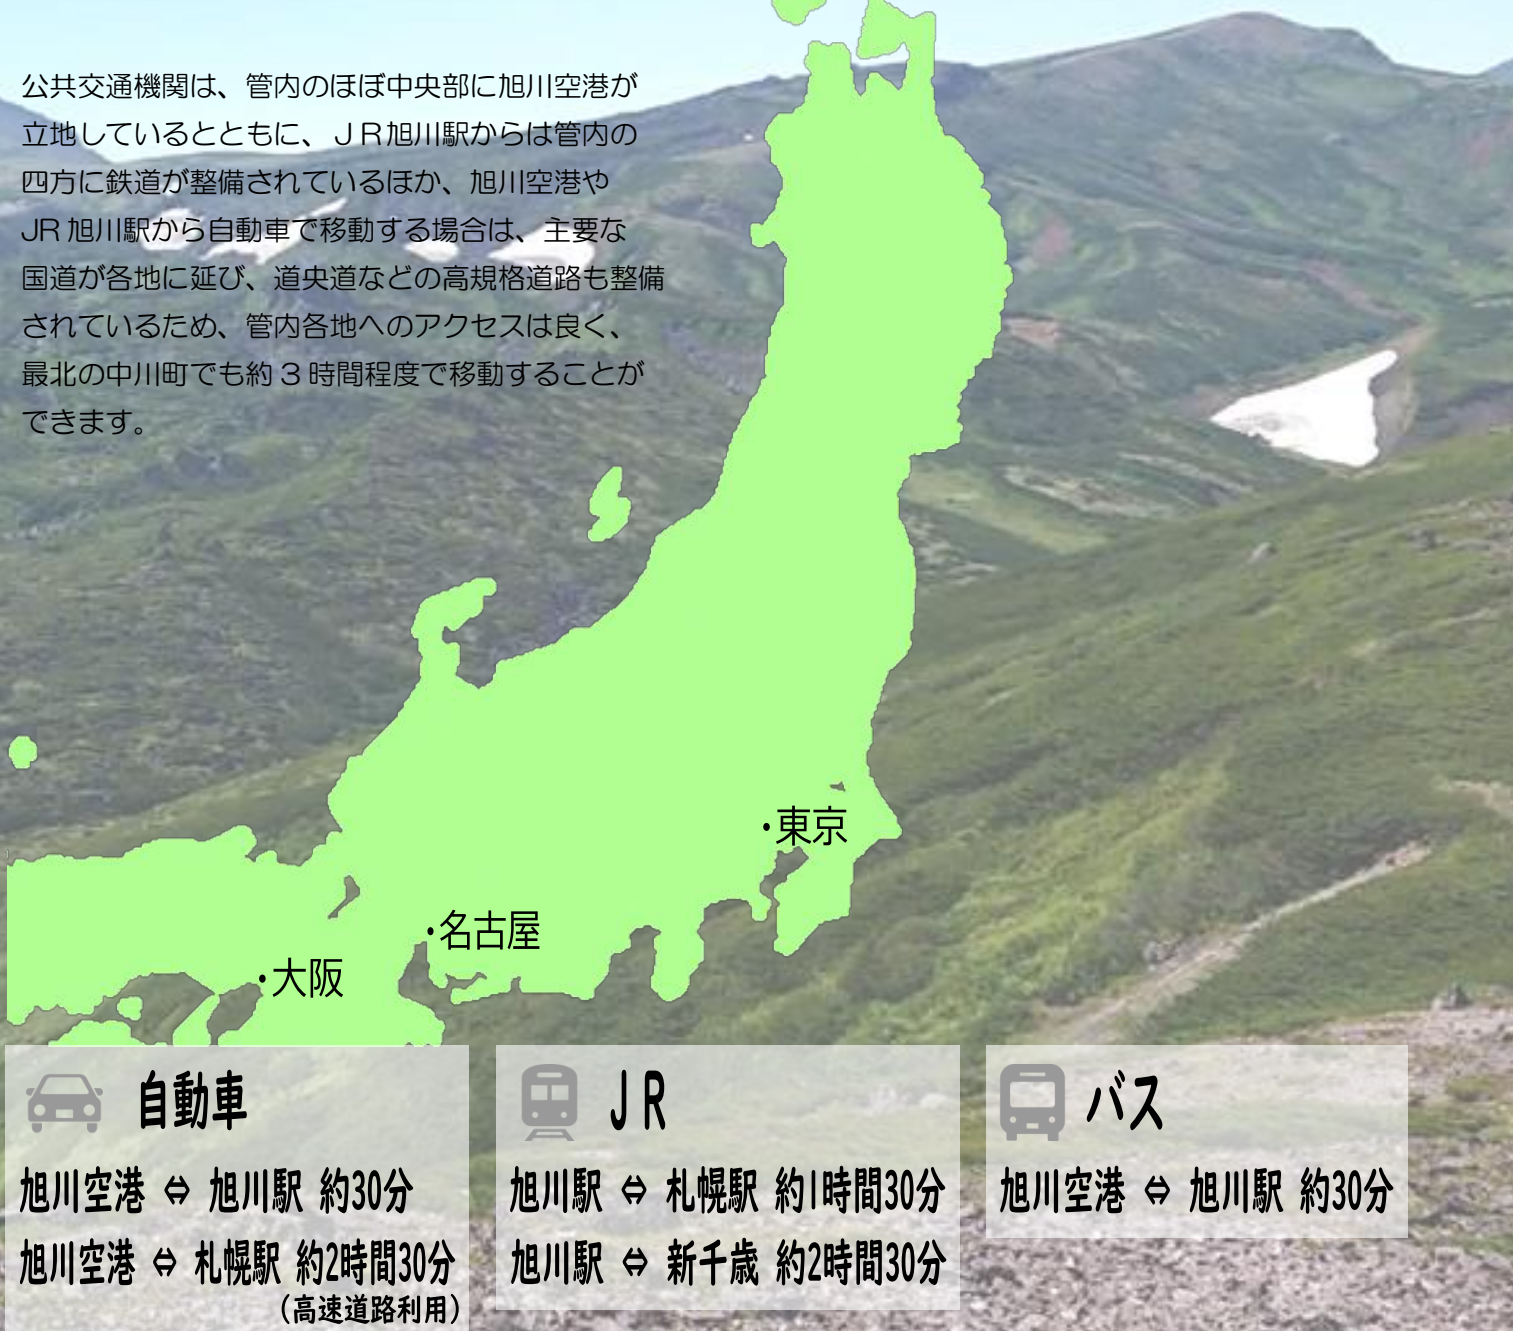 公共交通機関は、管内のほぼ中央部に旭川空港が
立地しているとともに、ＪＲ旭川駅からは管内の
四方に鉄道が整備されているほか、旭川空港や
JR旭川駅から自動車で移動する場合は、主要な
国道が各地に延び、道央道などの高規格道路も整備
されているため、管内各地へのアクセスは良く、
最北の中川町でも約３時間程度で移動することが
できます。
・東京
・名古屋
・大阪
自動車
旭川空港 ⇔ 旭川駅 約30分
旭川空港 ⇔ 札幌駅 約2時間30分
（高速道路利用）
ＪＲ
旭川駅 ⇔ 札幌駅 約1時間30分
旭川駅 ⇔ 新千歳 約2時間30分
バス
旭川空港 ⇔ 旭川駅 約30分